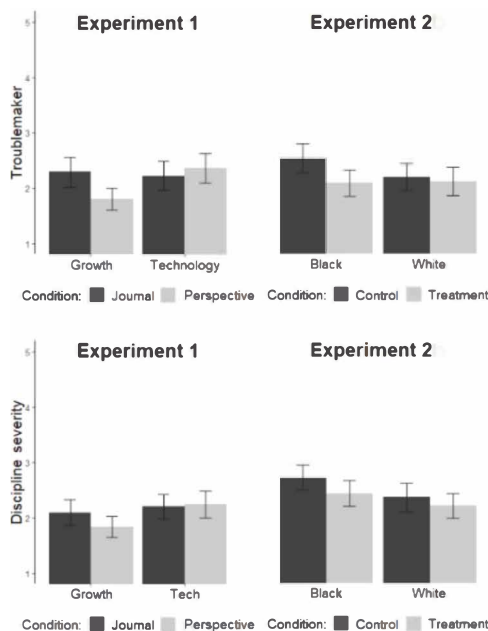 Experiment 1
Experiment 2
Troublemaker
5
4
3
2
1
Growth
Technology
Black
White
Condition: Journal Perspective
Condition: Control Treatment
Experiment 1
Experiment 2
Discipline severity
5
4
3
2
1
Growth
Tech
Black
White
Condition: Journal Perspective
Condition: Control Treatment